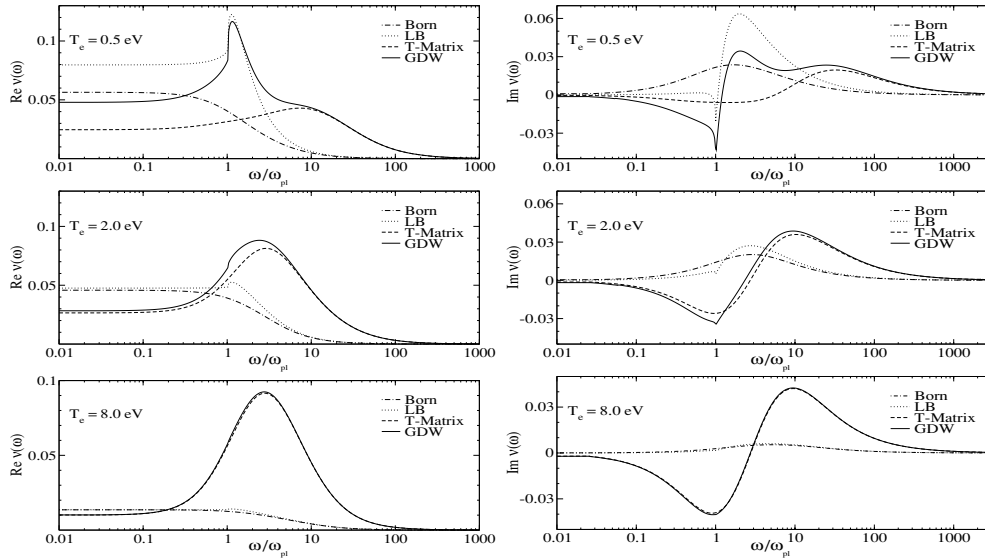 0.1
0.05
0.01 0.1 1 10 100 1000
ω/ω_pl
Re ν(ω)
T_e = 0.5 eV
Born
LB
T-Matrix
GDW
0.06
0.03
0
-0.03
0.01 0.1 1 10 100 1000
ω/ω_pl
Im ν(ω)
T_e = 0.5 eV
Born
LB
T-Matrix
GDW
0.1
0.05
0.01 0.1 1 10 100 1000
ω/ω_pl
Re ν(ω)
T_e = 2.0 eV
Born
LB
T-Matrix
GDW
0.06
0.03
0
-0.03
0.01 0.1 1 10 100 1000
ω/ω_pl
Im ν(ω)
T_e = 2.0 eV
Born
LB
T-Matrix
GDW
0.1
0.05
0.01 0.1 1 10 100 1000
ω/ω_pl
Re ν(ω)
T_e = 8.0 eV
Born
LB
T-Matrix
GDW
0.03
0
-0.03
0.01 0.1 1 10 100 1000
ω/ω_pl
Im ν(ω)
T_e = 8.0 eV
Born
LB
T-Matrix
GDW